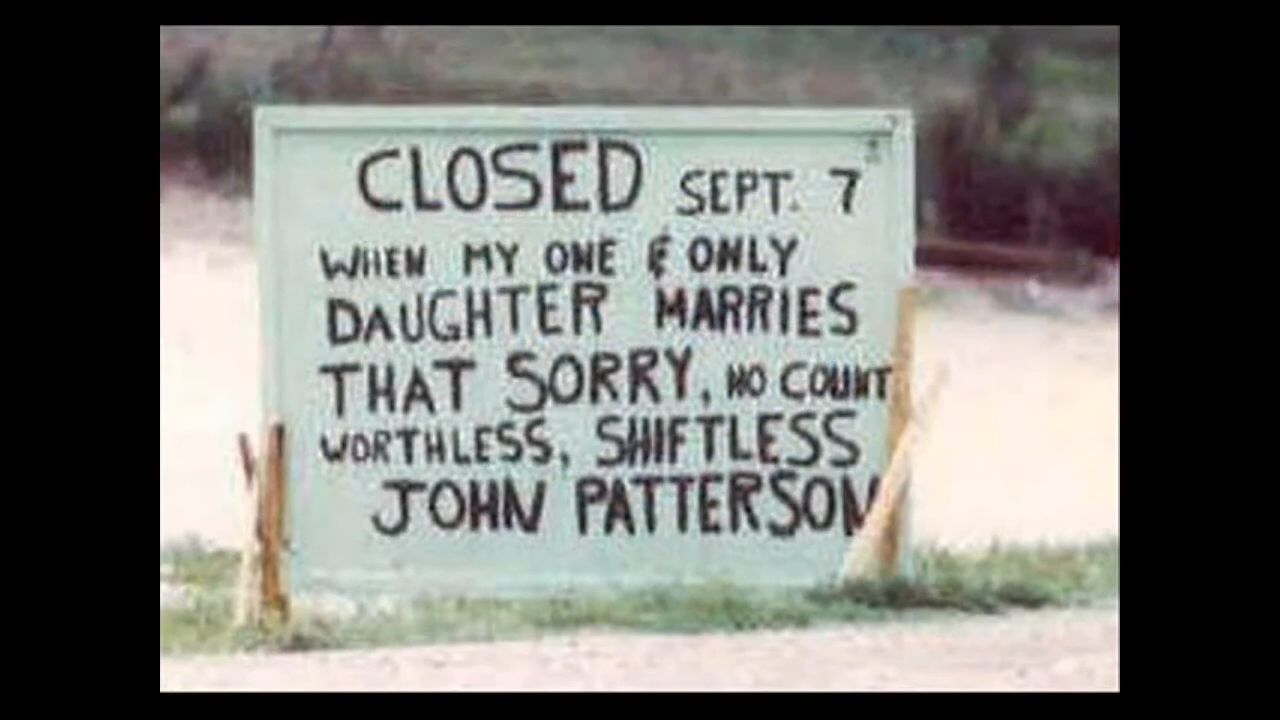 CLOSED SEPT. 7
WHEN MY ONE & ONLY
DAUGHTER MARRIES
THAT SORRY, NO COUNT
WORTHLESS, SHIFTLESS
JOHN PATTERSON